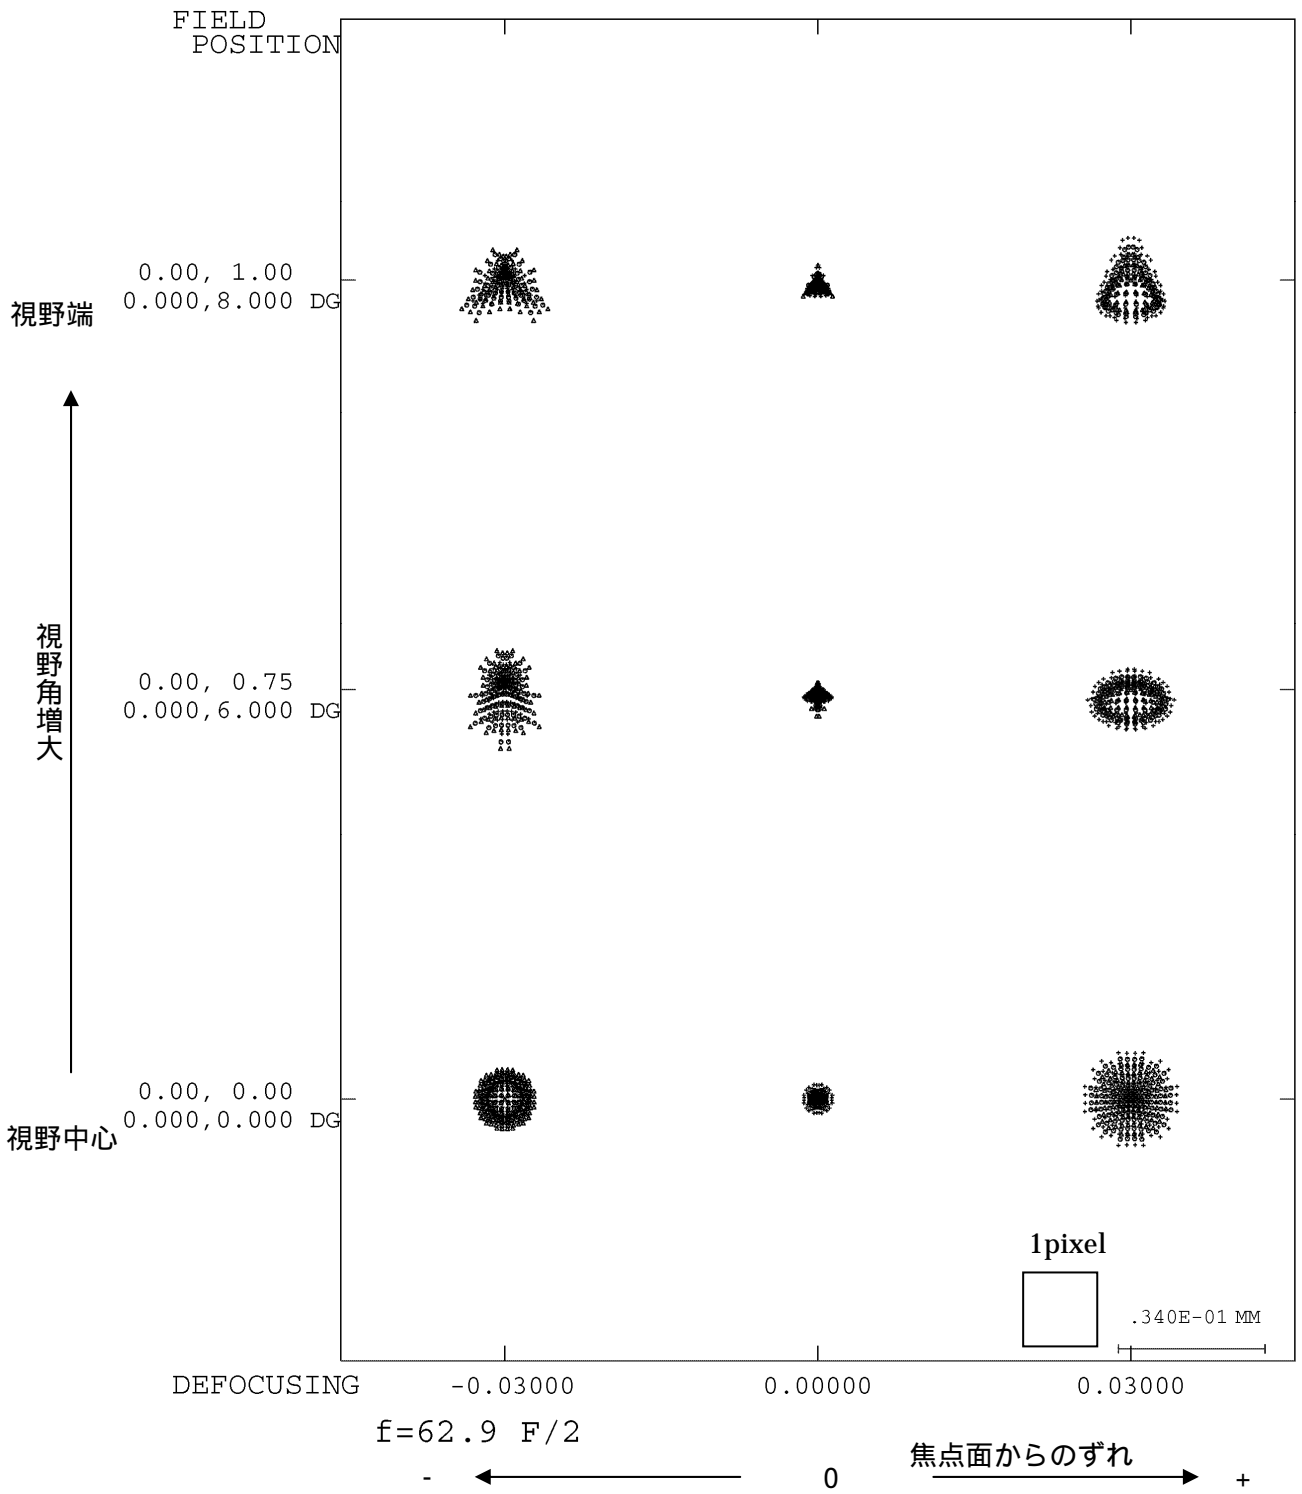 FIELD
POSITION
0.00, 1.00
0.000,8.000 DG
視野端
視野角増大
0.00, 0.75
0.000,6.000 DG
0.00, 0.00
0.000,0.000 DG
視野中心
1pixel
.340E-01 MM
DEFOCUSING -0.03000 0.00000 0.03000
f=62.9 F/2
焦点面からのずれ
- 0 +